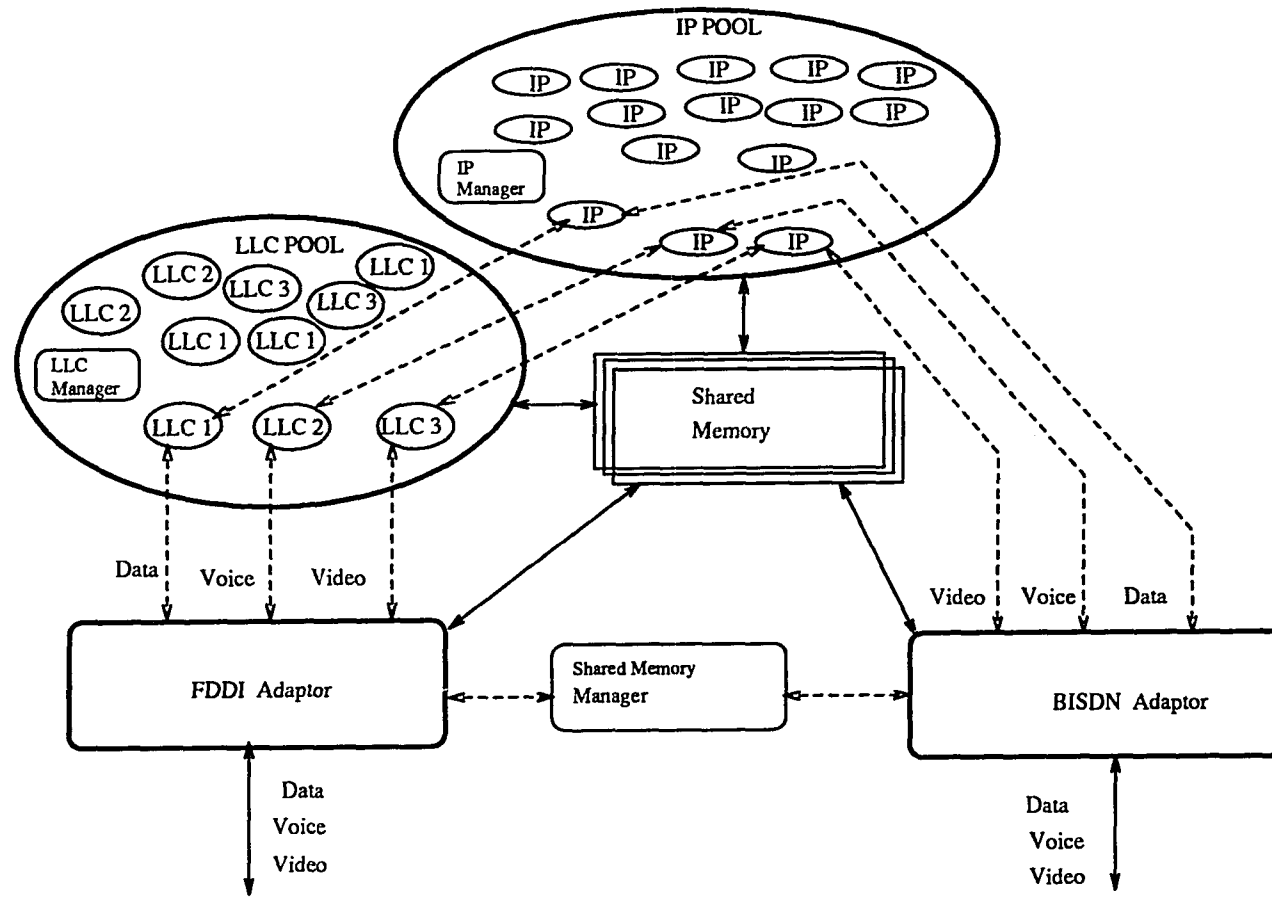 IP POOL
IP
IP
IP
IP
IP
IP
IP
IP
IP
IP
IP
IP
IP
Manager
IP
IP
IP
IP
LLC POOL
LLC 1
LLC 2
LLC 3
LLC 3
LLC 2
LLC 1
LLC 1
LLC
Manager
LLC 1
LLC 2
LLC 3
Shared
Memory
Data
Voice
Video
Video
Voice
Data
FDDI Adaptor
Shared Memory
Manager
BISDN Adaptor
Data
Voice
Video
Data
Voice
Video